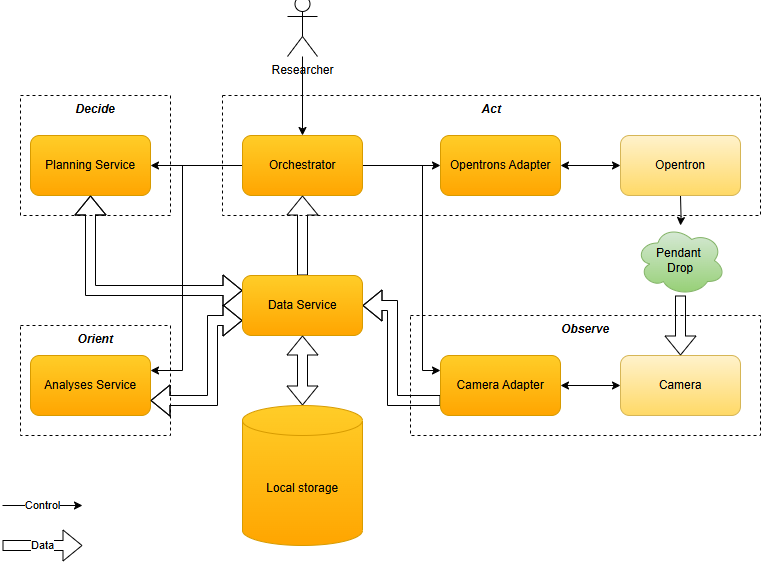 Researcher
Decide
Act
Planning Service
Orchestrator
Opentrons Adapter
Opentron
Pendant
Drop
Data Service
Orient
Observe
Analyses Service
Camera Adapter
Camera
Local storage
Control
Data